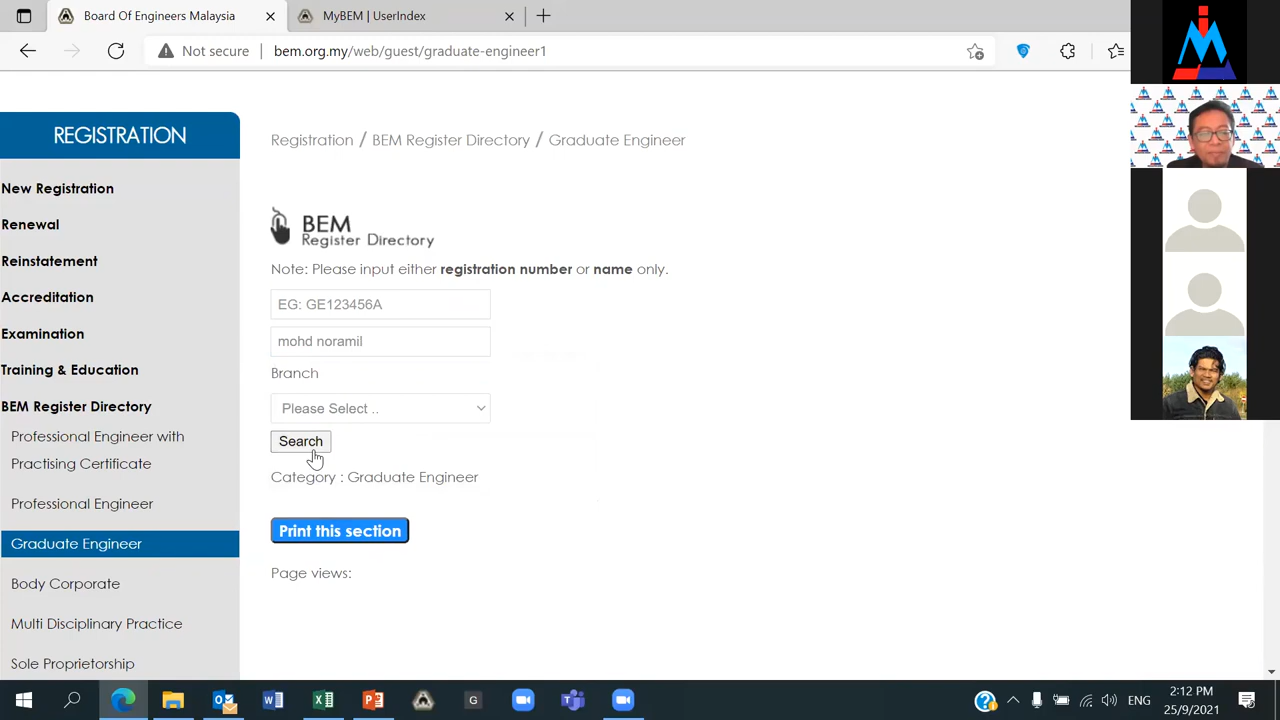 Board Of Engineers Malaysia
MyBEM | UserIndex
Not secure
bem.org.my/web/guest/graduate-engineer1
REGISTRATION
New Registration
Renewal
Reinstatement
Accreditation
Examination
Training & Education
BEM Register Directory
Professional Engineer with
Practising Certificate
Professional Engineer
Graduate Engineer
Body Corporate
Multi Disciplinary Practice
Sole Proprietorship
Registration / BEM Register Directory / Graduate Engineer
BEM
Register Directory
Note: Please input either registration number or name only.
EG: GE123456A
mohd noramil
Branch
Please Select ..
Search
Category : Graduate Engineer
Print this section
Page views:
ENG
2:12 PM
25/9/2021